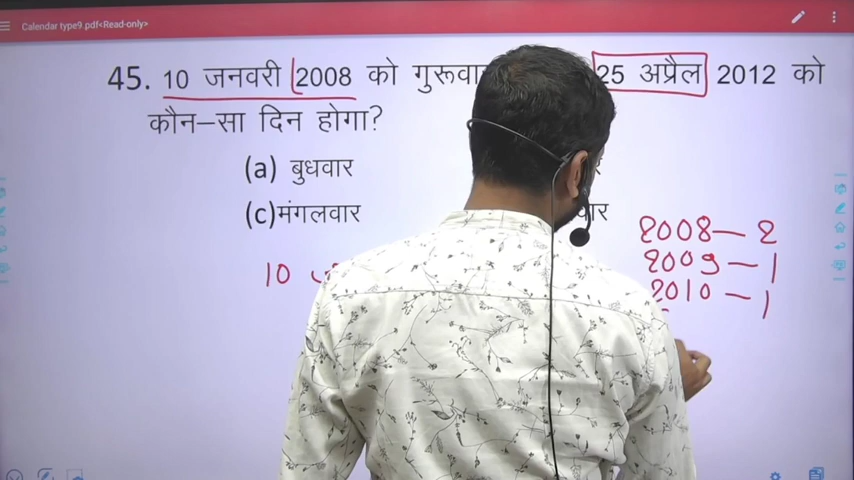 Calendar type9.pdf<Read-only>
45. 10 जनवरी 2008 को 25 अप्रैल 2012 को
कौन–सा दिन होगा?
(a) बुधवार
(c)मंगलवार
2008 — 2
2009 — 1
10
2010 — 1